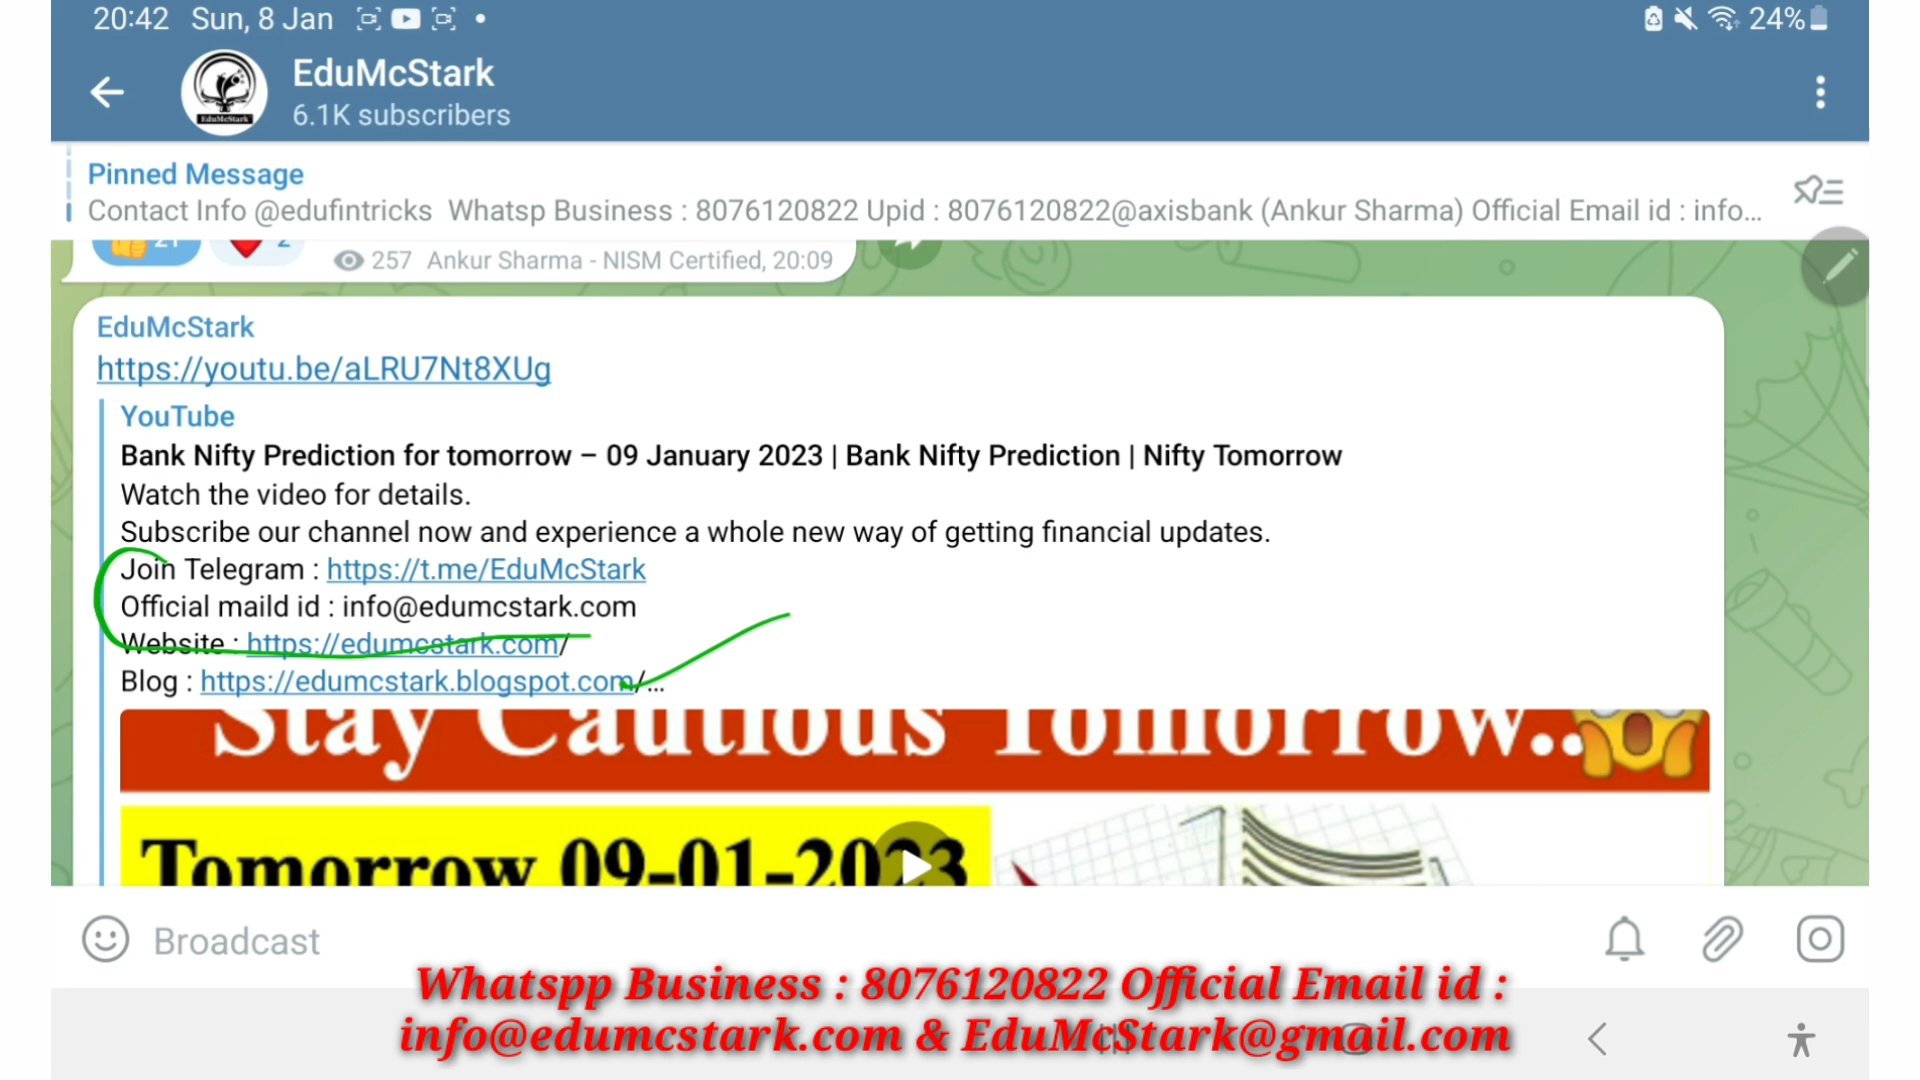 20:42 Sun, 8 Jan
24%
EduMcStark
EduMcStark
6.1K subscribers
Pinned Message
Contact Info @edufintricks Whatsp Business : 8076120822 Upid : 8076120822@axisbank (Ankur Sharma) Official Email id : info...
21 2
257 Ankur Sharma - NISM Certified, 20:09
EduMcStark
https://youtu.be/aLRU7Nt8XUg
YouTube
Bank Nifty Prediction for tomorrow – 09 January 2023 | Bank Nifty Prediction | Nifty Tomorrow
Watch the video for details.
Subscribe our channel now and experience a whole new way of getting financial updates.
Join Telegram : https://t.me/EduMcStark
Official maild id : info@edumcstark.com
Website : https://edumcstark.com/
Blog : https://edumcstark.blogspot.com/...
Stay Cautious Tomorrow..
Tomorrow 09-01-2023
Broadcast
Whatspp Business : 8076120822 Official Email id :
info@edumcstark.com & EduMcStark@gmail.com